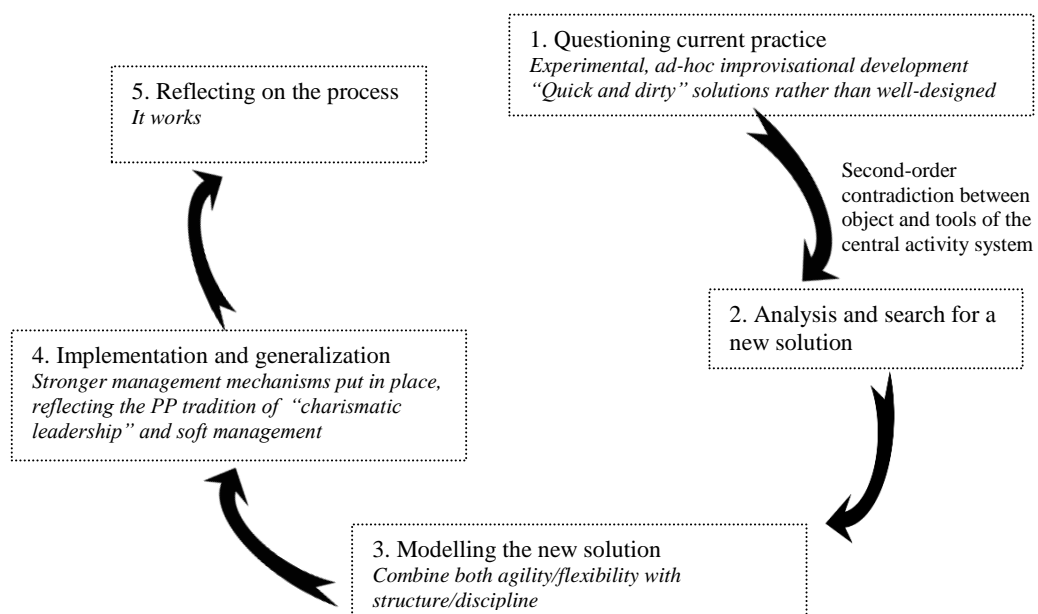 1. Questioning current practice
Experimental, ad-hoc improvisational development
“Quick and dirty” solutions rather than well-designed
Second-order
contradiction between
object and tools of the
central activity system
2. Analysis and search for a
new solution
3. Modelling the new solution
Combine both agility/flexibility with
structure/discipline
4. Implementation and generalization
Stronger management mechanisms put in place,
reflecting the PP tradition of “charismatic
leadership” and soft management
5. Reflecting on the process
It works